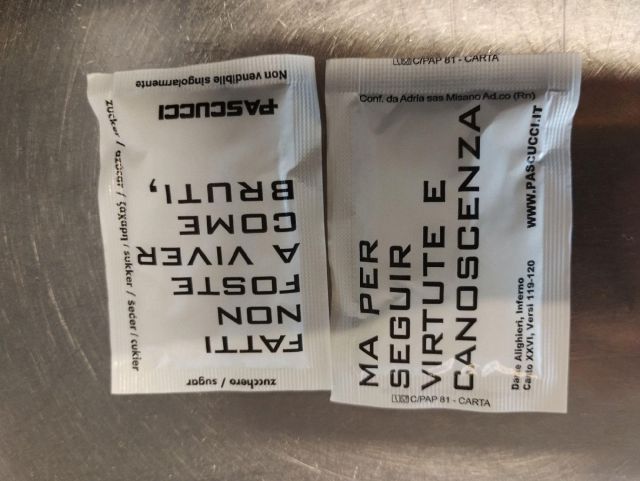 zucchero / sugar
FATTI
NON
FOSTE
A VIVER
COME
BRUTI,
PASCUCCI
Non vendibile singolarmente
zucker / azúcar / сахарп / sukker / šećer / cukier
C/PAP 81 - CARTA
Conf. da Adria sas Misano Ad.co (Rn)
MA PER
SEGUIR
VIRTUTE E
CANOSCENZA
Dante Alighieri, Inferno
Canto XXVI, Versi 119-120
WWW.PASCUCCI.IT
C/PAP 81 - CARTA